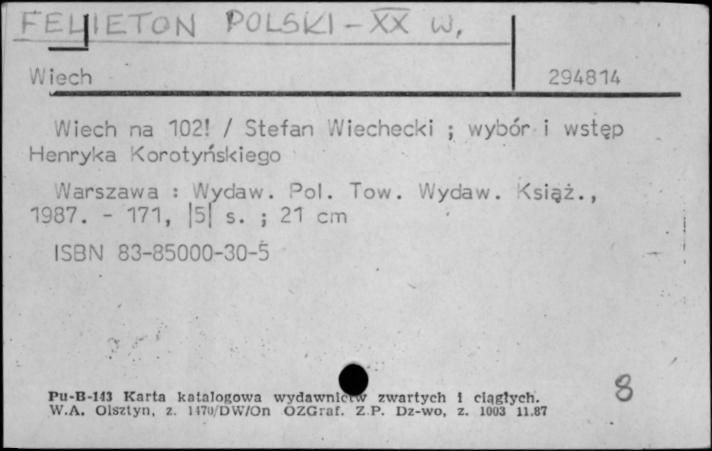 FELIETON POLSKI - XX W.
Wiech 294814
Wiech na 102! / Stefan Wiechecki ; wybór i wstęp
Henryka Korotyńskiego
Warszawa : Wydaw. Pol. Tow. Wydaw. Książ.,
1987. - 171, |5| s. ; 21 cm
ISBN 83-85000-30-5
8
Pu-B-143 Karta katalogowa wydawnictw zwartych i ciągłych.
W.A. Olsztyn, z. 1470/DW/On OZGraf. Z.P. Dz-wo, z. 1003 11.87